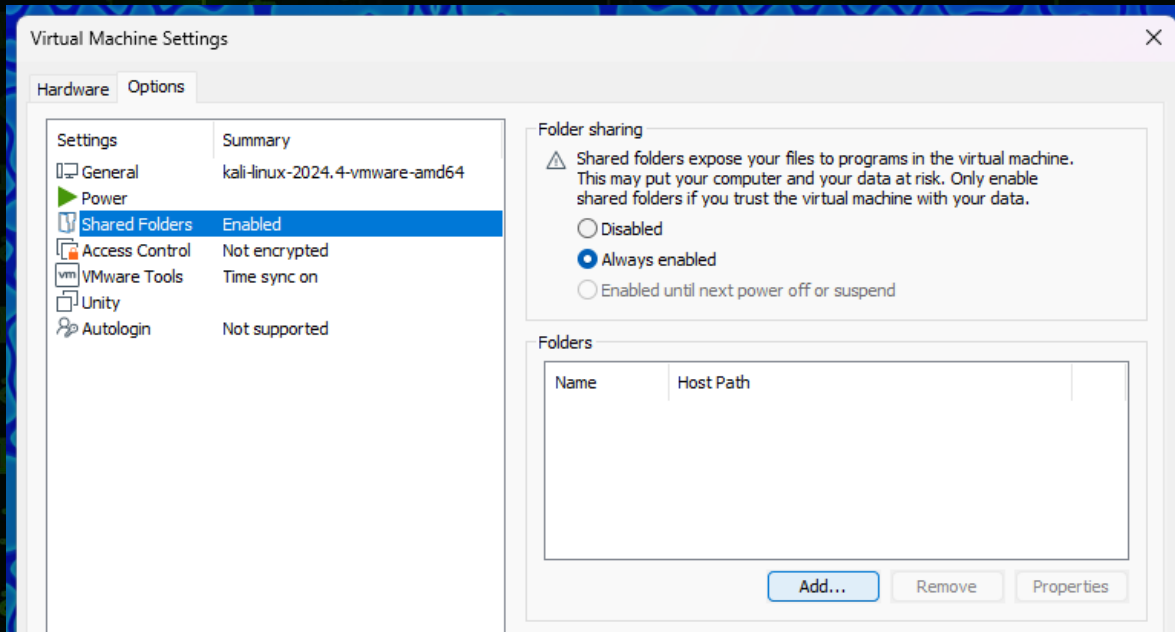 Virtual Machine Settings
Hardware Options
Settings Summary
General kali-linux-2024.4-vmware-amd64
Power
Shared Folders Enabled
Access Control Not encrypted
vm VMware Tools Time sync on
Unity
Autologin Not supported
Folder sharing
Shared folders expose your files to programs in the virtual machine.
This may put your computer and your data at risk. Only enable
shared folders if you trust the virtual machine with your data.
Disabled
Always enabled
Enabled until next power off or suspend
Folders
Name Host Path
Add... Remove Properties